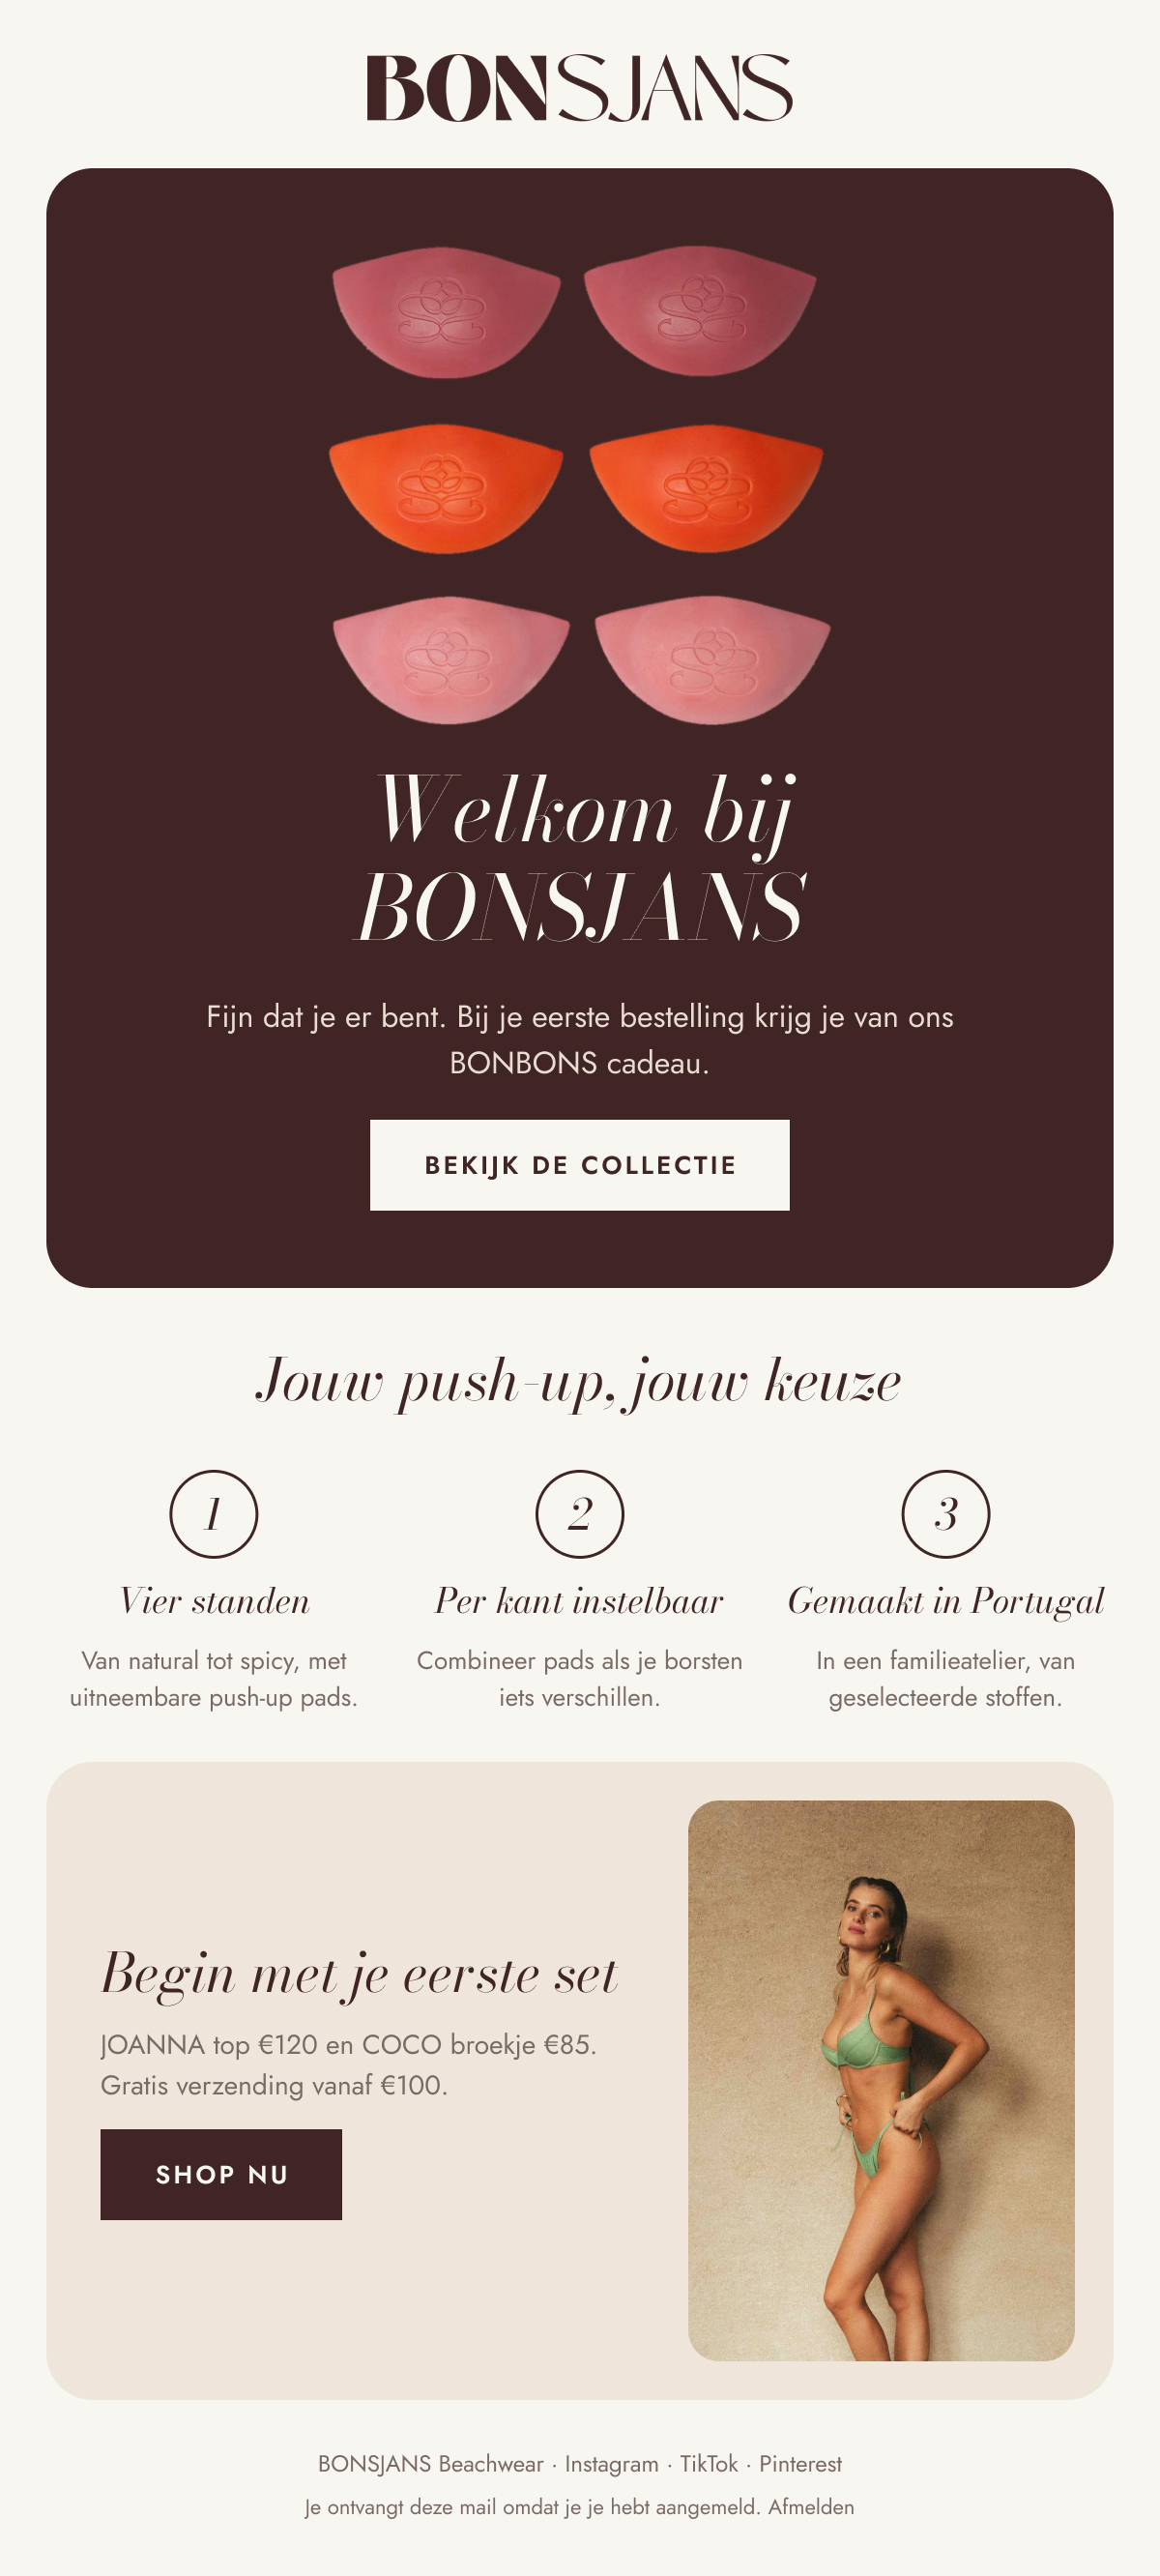 BONSJANS
Welkom bij
BONSJANS
Fijn dat je er bent. Bij je eerste bestelling krijg je van ons
BONBONS cadeau.
BEKIJK DE COLLECTIE
Jouw push-up, jouw keuze
1
Vier standen
Van natural tot spicy, met
uitneembare push-up pads.
2
Per kant instelbaar
Combineer pads als je borsten
iets verschillen.
3
Gemaakt in Portugal
In een familieatelier, van
geselecteerde stoffen.
Begin met je eerste set
JOANNA top €120 en COCO broekje €85.
Gratis verzending vanaf €100.
SHOP NU
BONSJANS Beachwear · Instagram · TikTok · Pinterest
Je ontvangt deze mail omdat je je hebt aangemeld. Afmelden